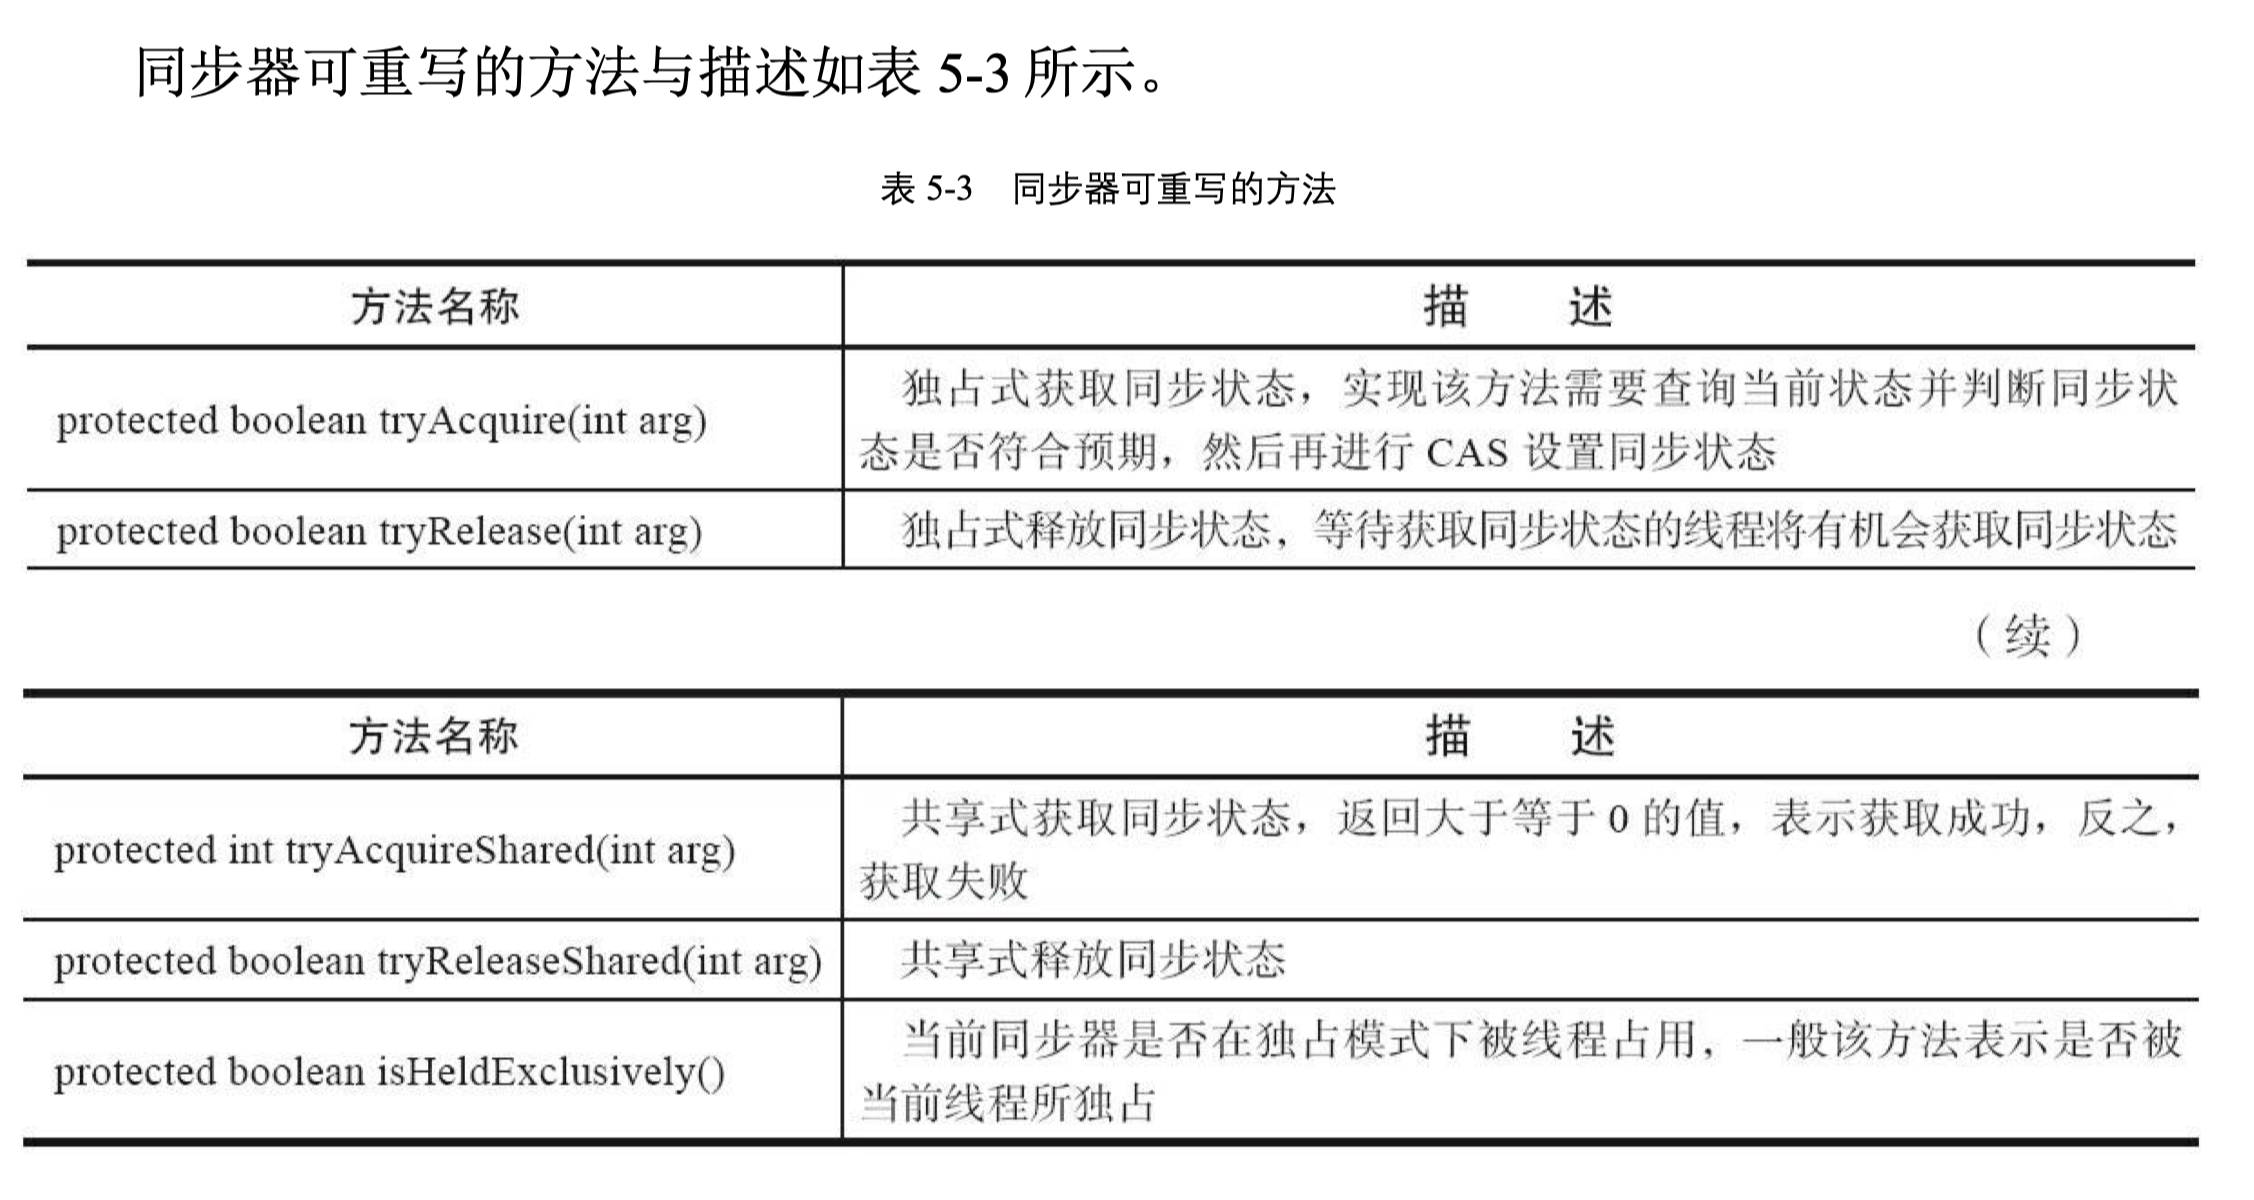 同步器可重写的方法与描述如表 5-3 所示。
表 5-3 同步器可重写的方法
方法名称 描 述
protected boolean tryAcquire(int arg) 独占式获取同步状态，实现该方法需要查询当前状态并判断同步状
态是否符合预期，然后再进行 CAS 设置同步状态
protected boolean tryRelease(int arg) 独占式释放同步状态，等待获取同步状态的线程将有机会获取同步状态
（续）
方法名称 描 述
protected int tryAcquireShared(int arg) 共享式获取同步状态，返回大于等于 0 的值，表示获取成功，反之，
获取失败
protected boolean tryReleaseShared(int arg) 共享式释放同步状态
protected boolean isHeldExclusively() 当前同步器是否在独占模式下被线程占用，一般该方法表示是否被
当前线程所独占